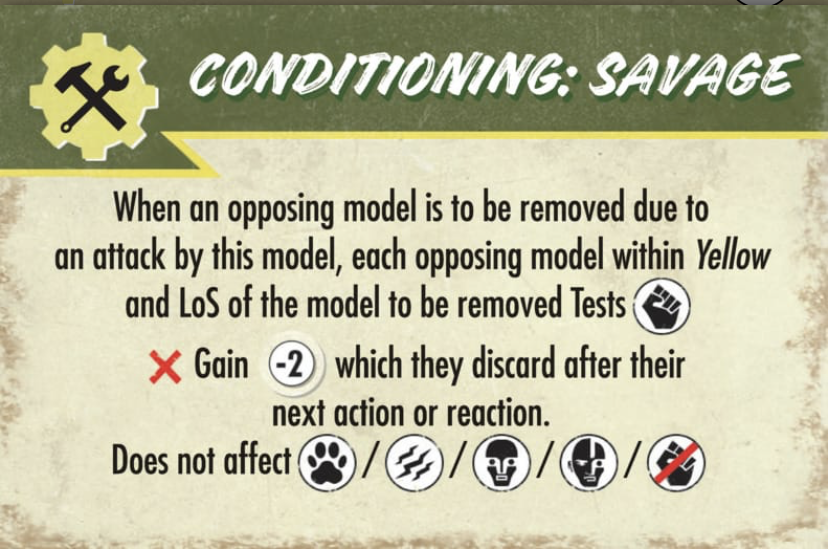 CONDITIONING: SAVAGE
When an opposing model is to be removed due to
an attack by this model, each opposing model within Yellow
and LoS of the model to be removed Tests
Gain -2 which they discard after their
next action or reaction.
Does not affect / / / /